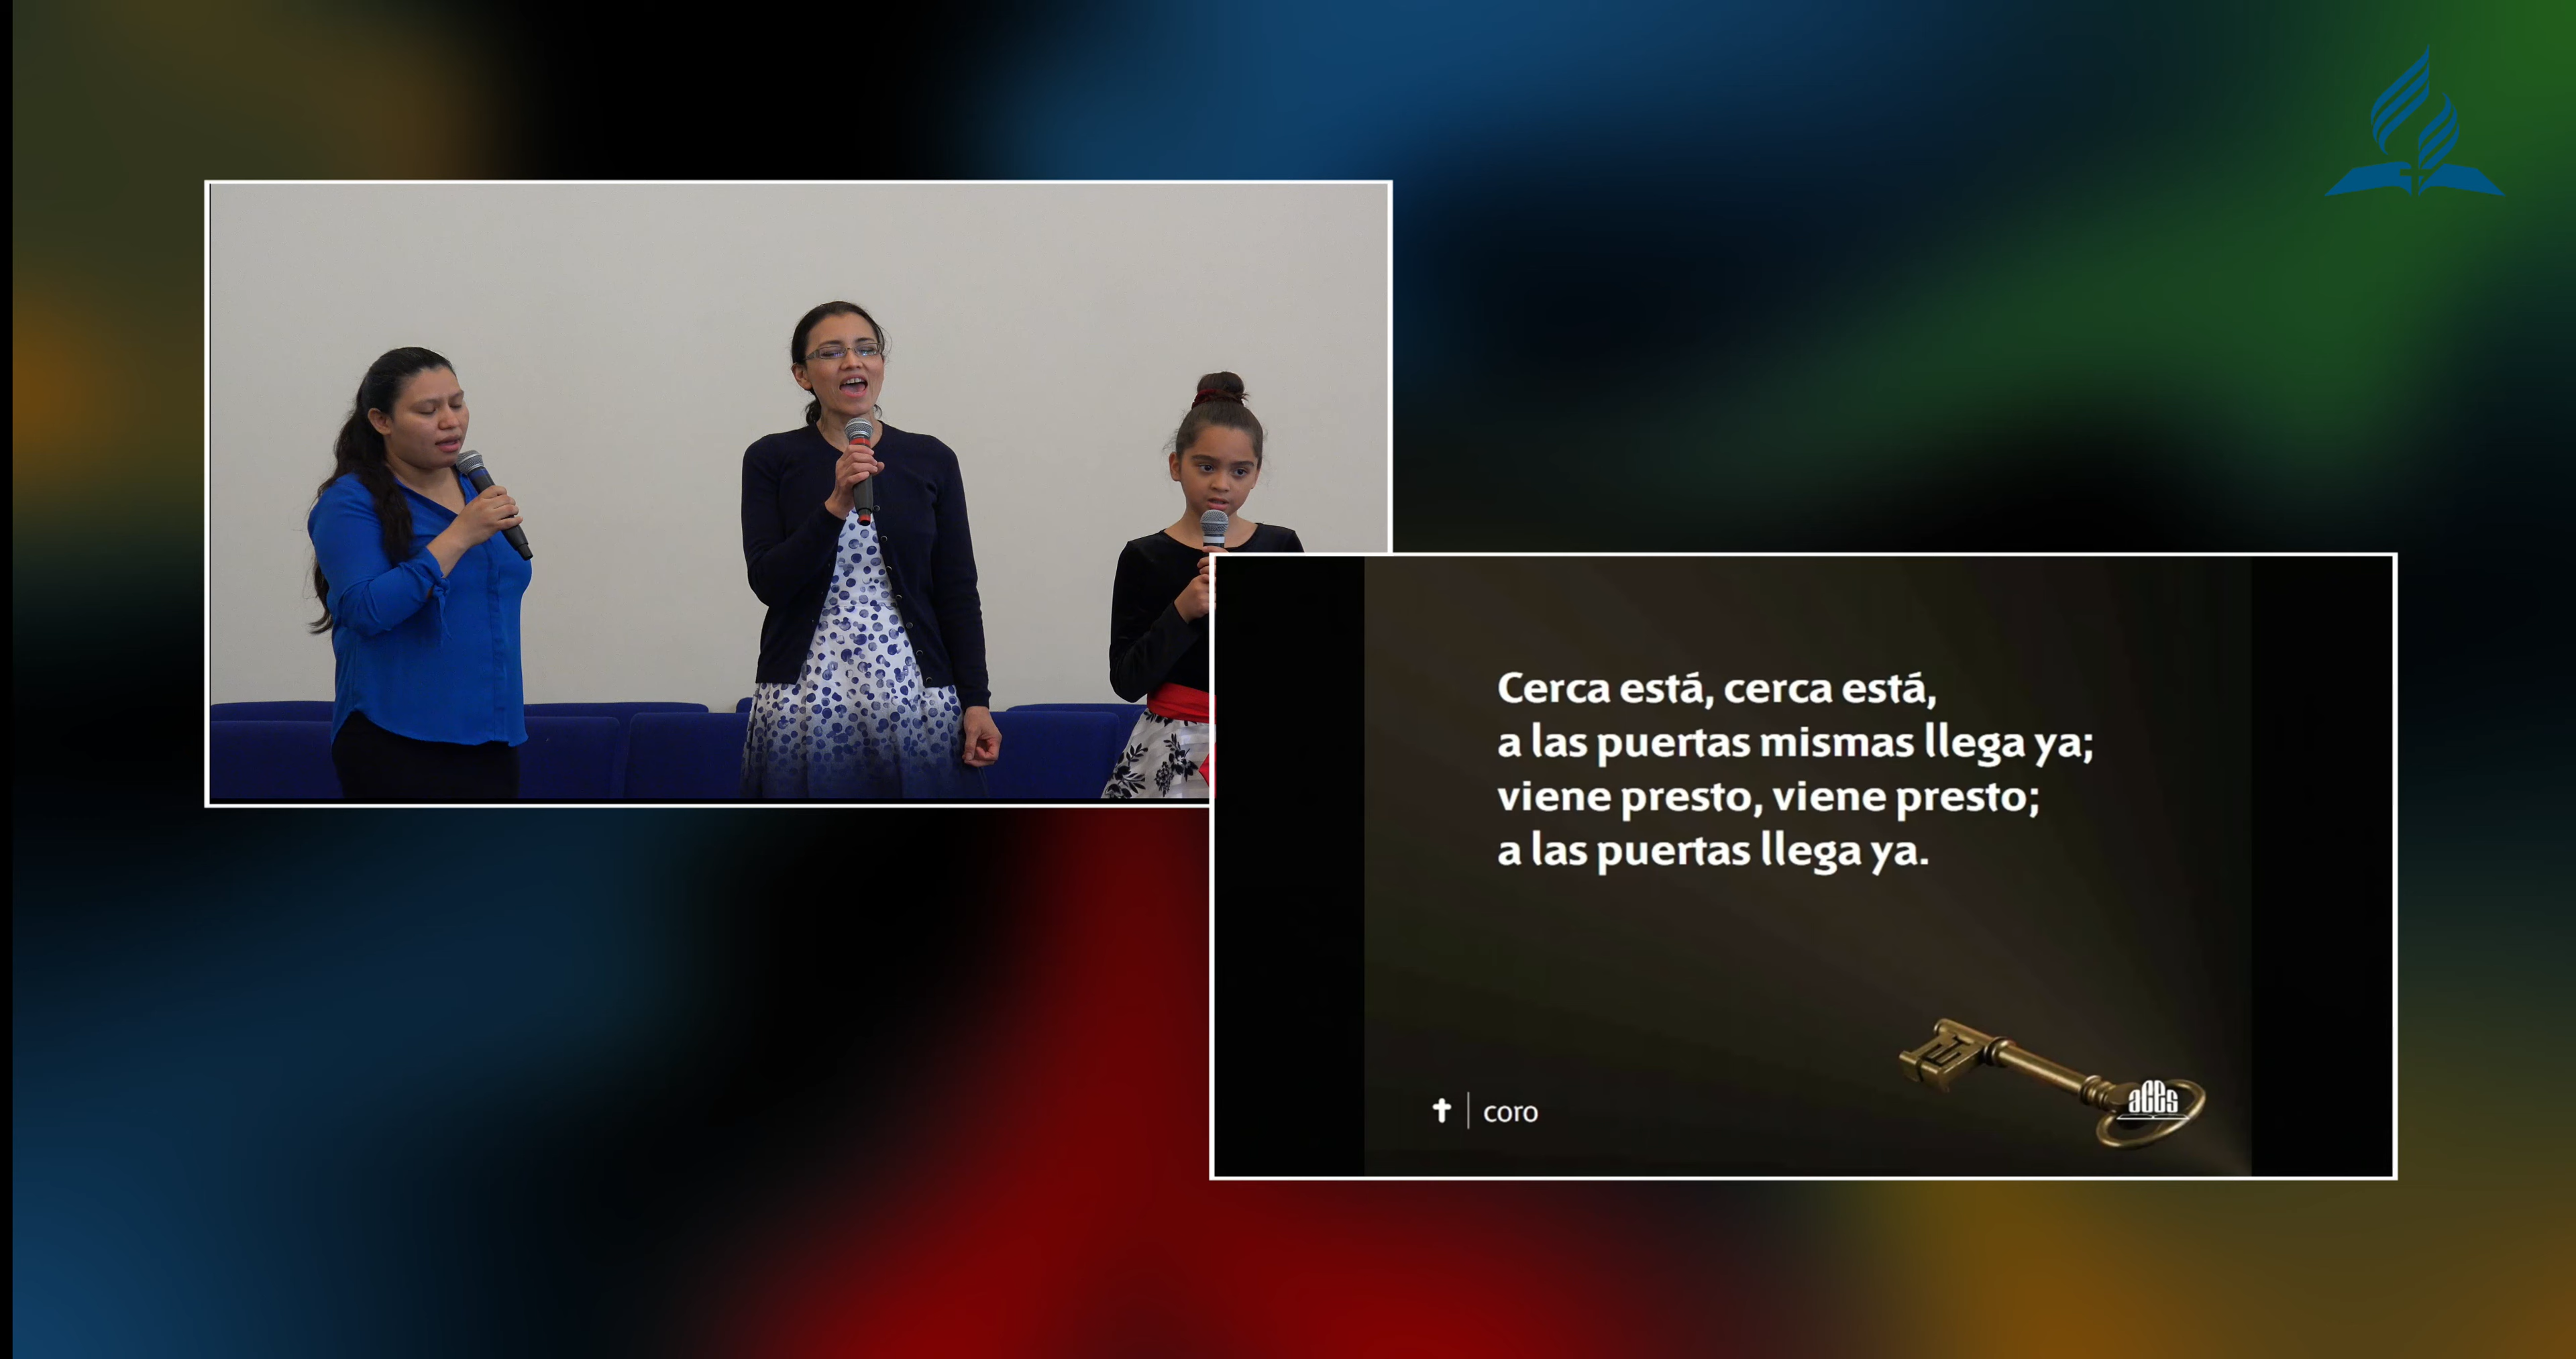 Cerca está, cerca está,
a las puertas mismas llega ya;
viene presto, viene presto;
a las puertas llega ya.
coro
aces